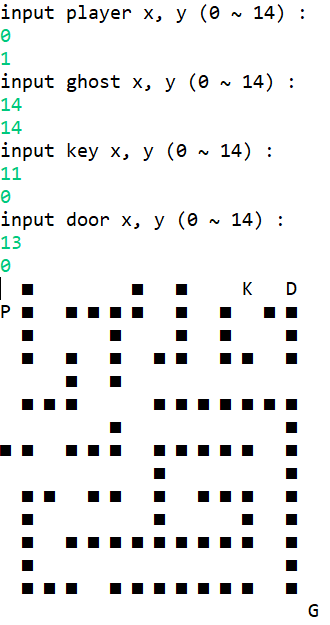 input player x, y (0 ~ 14) :
0
1
input ghost x, y (0 ~ 14) :
14
14
input key x, y (0 ~ 14) :
11
0
input door x, y (0 ~ 14) :
13
0
  ■         ■   ■     K   D
P ■   ■ ■ ■ ■   ■   ■   ■ ■
  ■       ■     ■   ■     ■
  ■   ■   ■   ■ ■   ■ ■   ■
      ■   ■
  ■ ■ ■       ■ ■ ■ ■ ■ ■ ■
          ■               ■
■ ■   ■ ■ ■   ■ ■ ■ ■ ■   ■
              ■           ■
  ■ ■   ■ ■   ■   ■ ■ ■   ■
  ■           ■       ■   ■
  ■   ■ ■ ■ ■ ■ ■ ■ ■ ■   ■
  ■                       ■
  ■ ■ ■   ■ ■ ■ ■ ■ ■ ■   ■
                            G